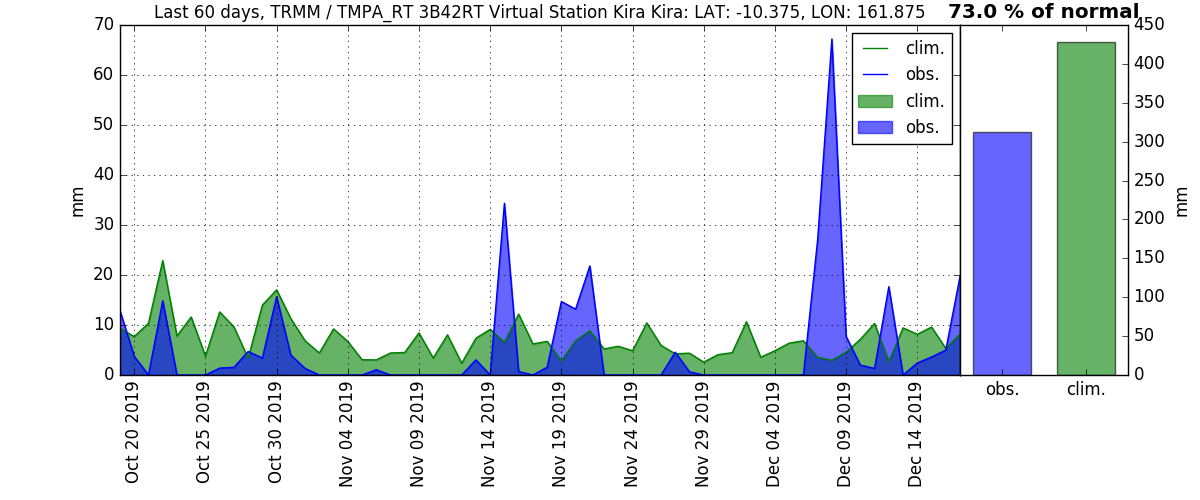 Last 60 days, TRMM / TMPA_RT 3B42RT Virtual Station Kira Kira: LAT: -10.375, LON: 161.875
73.0 % of normal
70
60
50
40
30
20
10
0
mm
clim.
obs.
clim.
obs.
450
400
350
300
250
200
150
100
50
0
mm
Oct 20 2019
Oct 25 2019
Oct 30 2019
Nov 04 2019
Nov 09 2019
Nov 14 2019
Nov 19 2019
Nov 24 2019
Nov 29 2019
Dec 04 2019
Dec 09 2019
Dec 14 2019
obs.
clim.